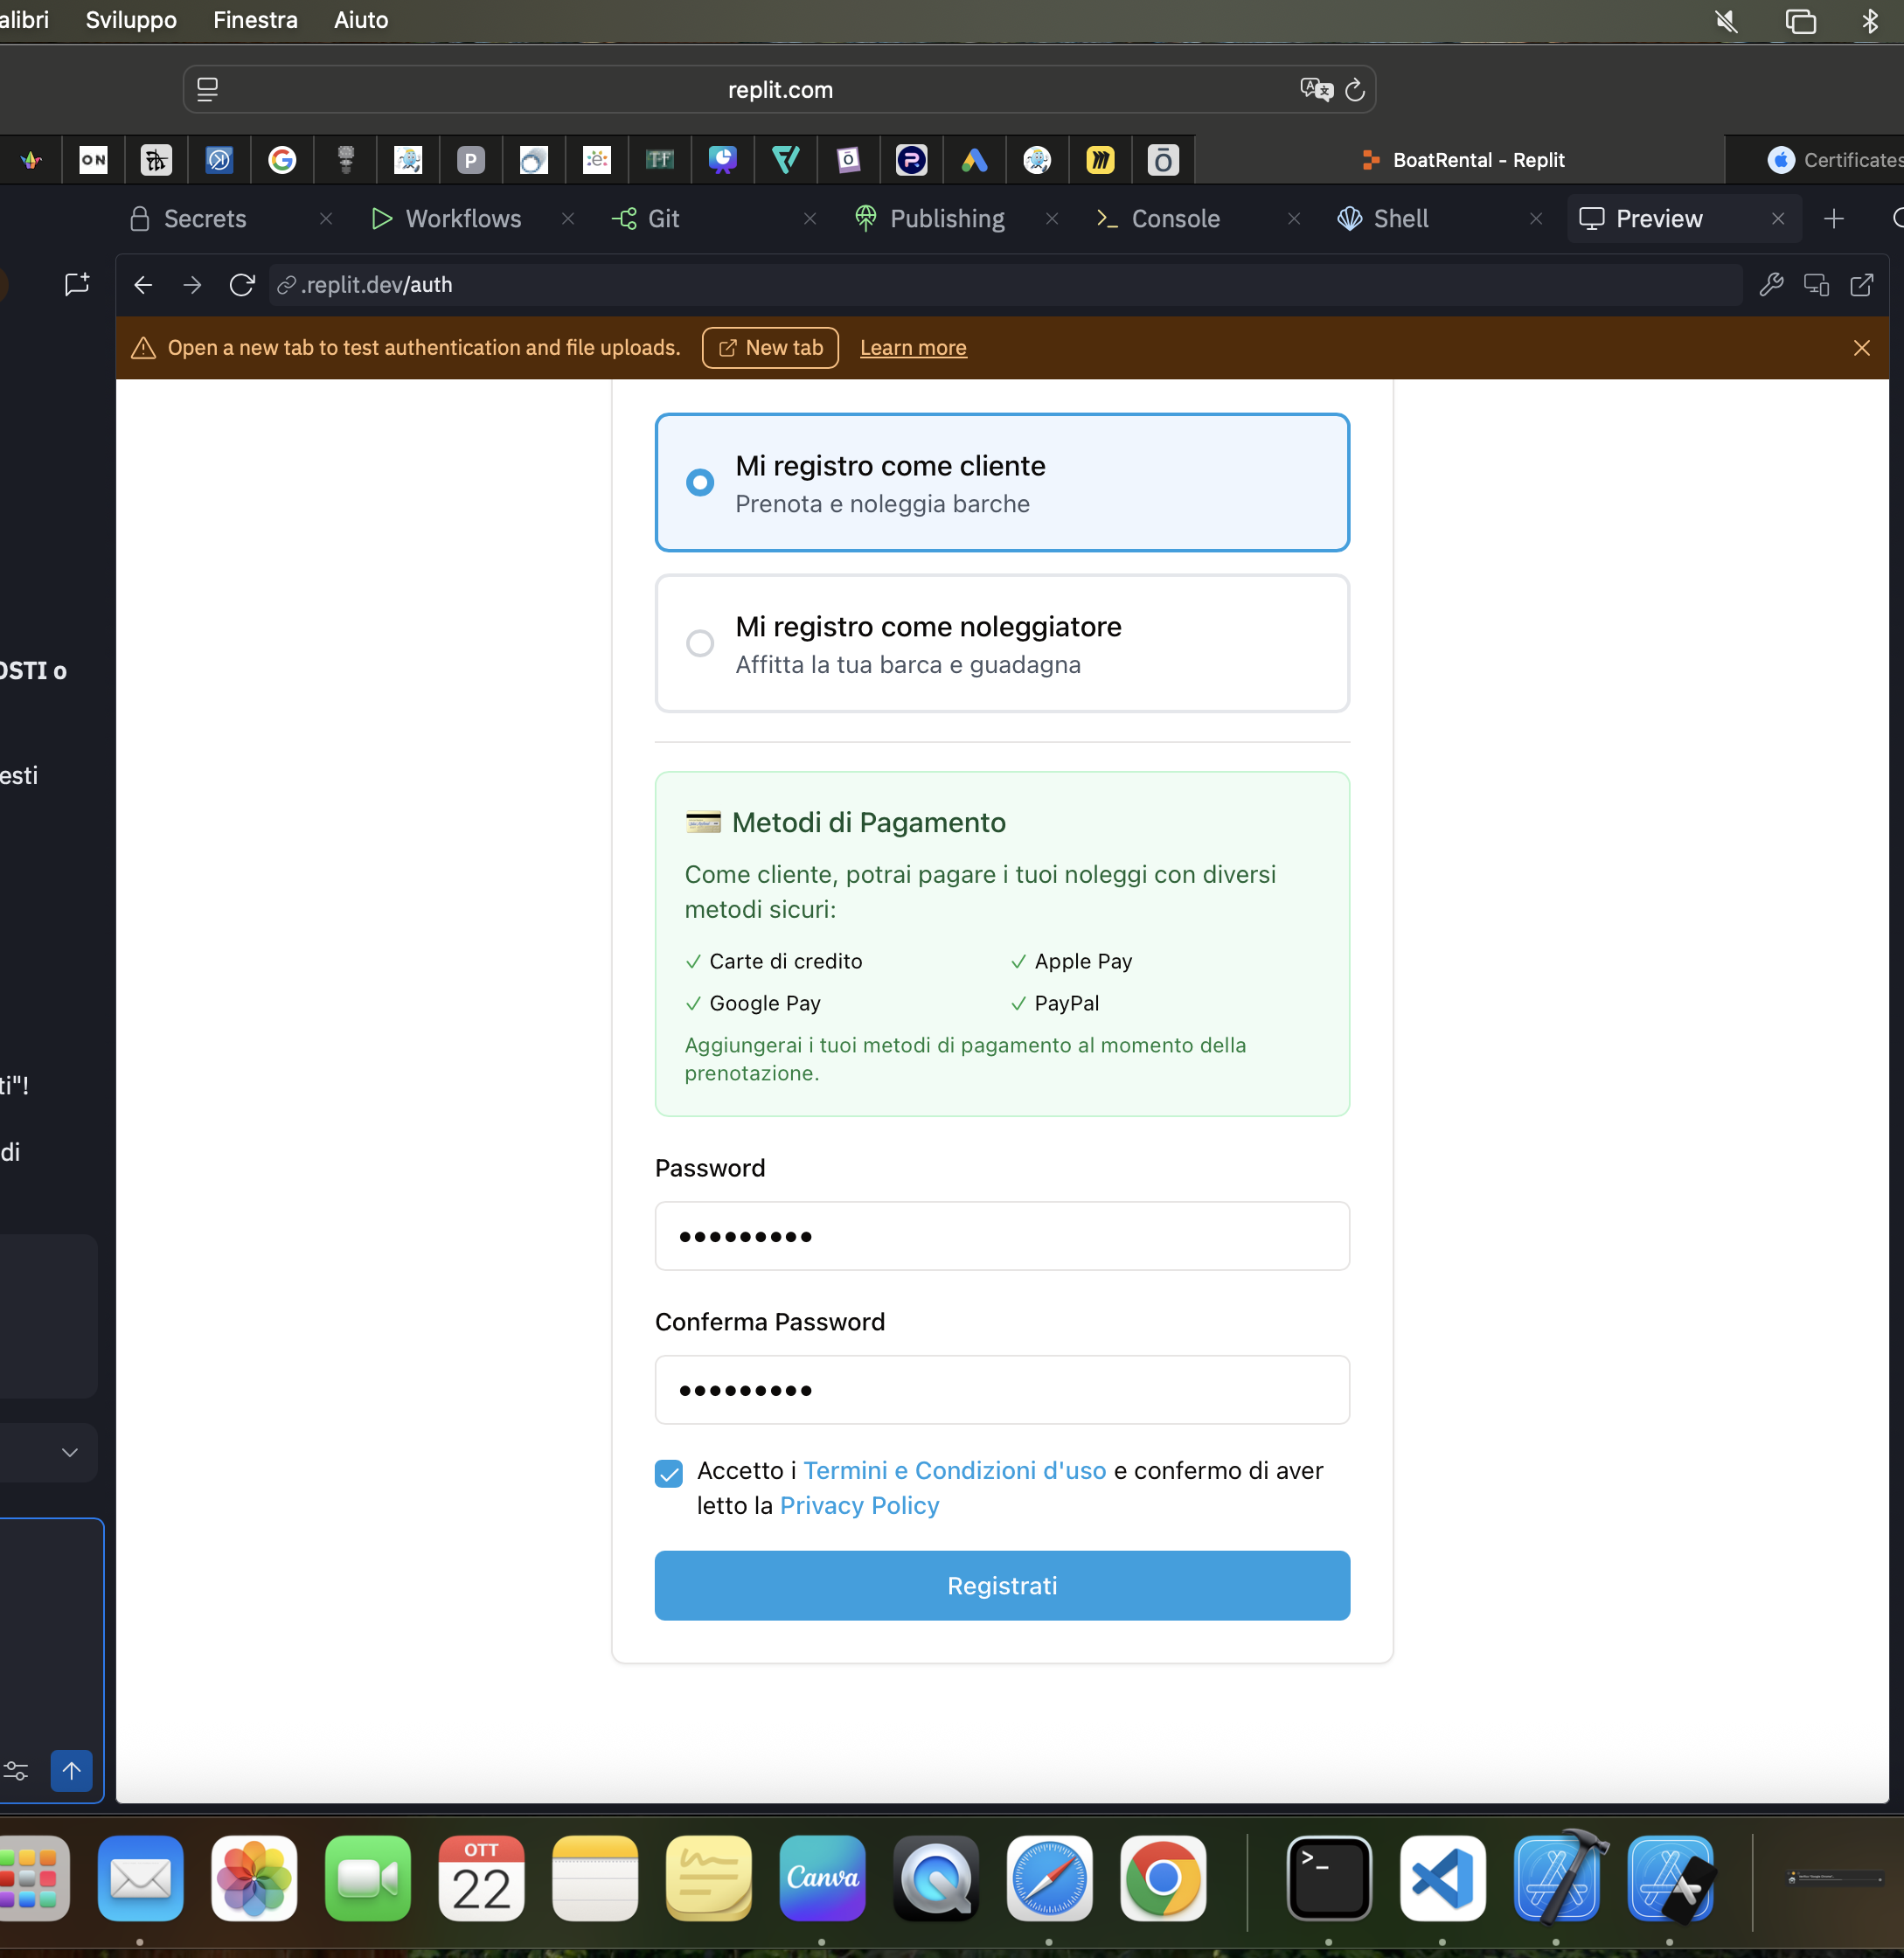 alibri Sviluppo Finestra Aiuto
replit.com
ON
P
TF
BoatRental - Replit
Certificates
Secrets
Workflows
Git
Publishing
Console
Shell
Preview
.replit.dev/auth
Open a new tab to test authentication and file uploads.
New tab
Learn more
OSTI o
esti
ti"!
di
Mi registro come cliente
Prenota e noleggia barche
Mi registro come noleggiatore
Affitta la tua barca e guadagna
Metodi di Pagamento
Come cliente, potrai pagare i tuoi noleggi con diversi
metodi sicuri:
✓ Carte di credito
✓ Apple Pay
✓ Google Pay
✓ PayPal
Aggiungerai i tuoi metodi di pagamento al momento della
prenotazione.
Password
•••••••••
Conferma Password
•••••••••
Accetto i Termini e Condizioni d'uso e confermo di aver
letto la Privacy Policy
Registrati
OTT
22
Canva